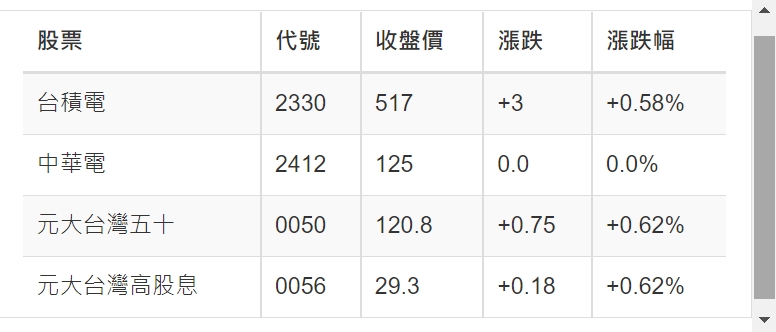 股票 代號 收盤價 漲跌 漲跌幅
台積電 2330 517 +3 +0.58%
中華電 2412 125 0.0 0.0%
元大台灣五十 0050 120.8 +0.75 +0.62%
元大台灣高股息 0056 29.3 +0.18 +0.62%